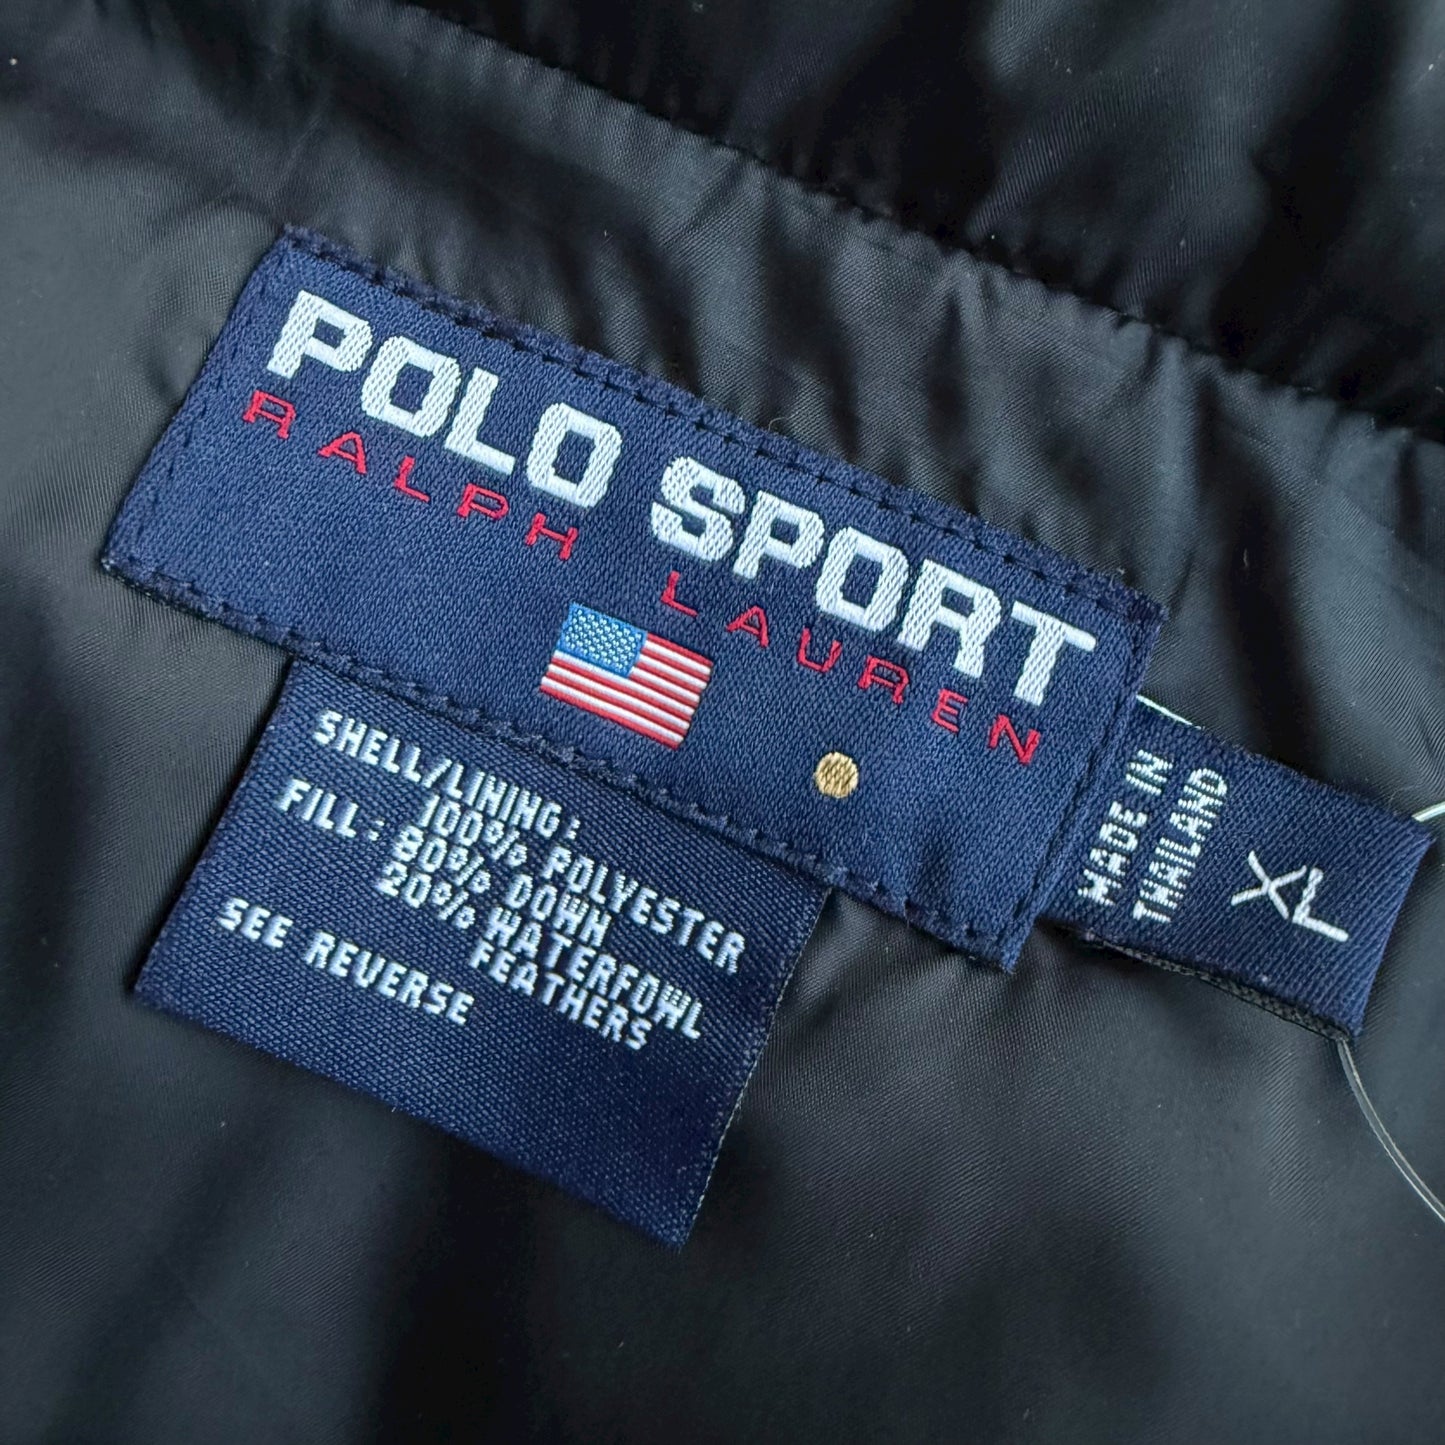 POLO SPORT
RALPH LAUREN
MADE IN
THAILAND
XL
SHELL/LINING:
100% POLYESTER
FILL: 80% DOWN
20% WATERFOWL
FEATHERS
SEE REVERSE